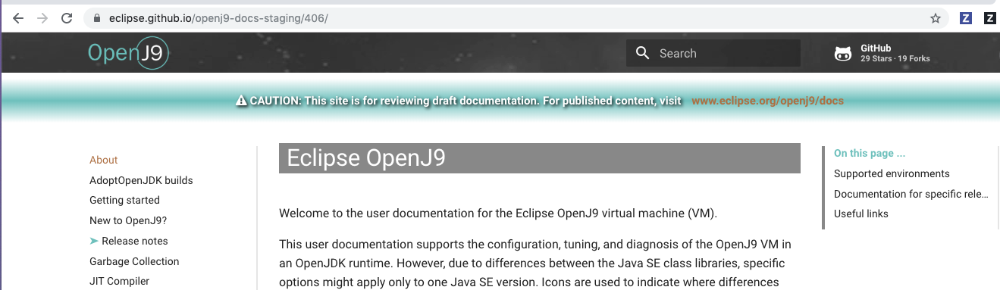 eclipse.github.io/openj9-docs-staging/406/
Z
Z
OpenJ9
Search
GitHub
29 Stars · 19 Forks
CAUTION: This site is for reviewing draft documentation. For published content, visit www.eclipse.org/openj9/docs
About
AdoptOpenJDK builds
Getting started
New to OpenJ9?
Release notes
Garbage Collection
JIT Compiler
Eclipse OpenJ9
Welcome to the user documentation for the Eclipse OpenJ9 virtual machine (VM).
This user documentation supports the configuration, tuning, and diagnosis of the OpenJ9 VM in
an OpenJDK runtime. However, due to differences between the Java SE class libraries, specific
options might apply only to one Java SE version. Icons are used to indicate where differences
On this page ...
Supported environments
Documentation for specific rele…
Useful links